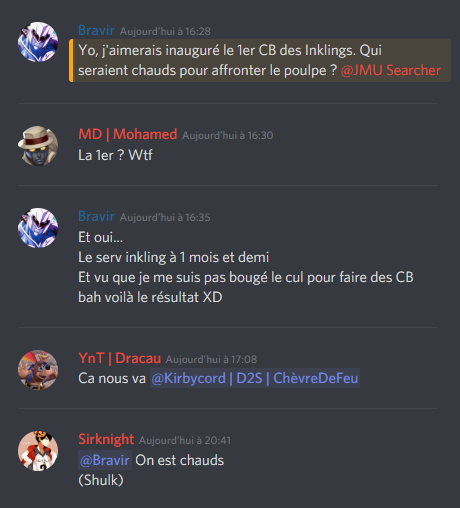 Bravir Aujourd'hui à 16:28
Yo, j'aimerais inauguré le 1er CB des Inklings. Qui
seraient chauds pour affronter le poulpe ? @JMU Searcher
MD | Mohamed Aujourd'hui à 16:30
La 1er ? Wtf
Bravir Aujourd'hui à 16:35
Et oui...
Le serv inkling à 1 mois et demi
Et vu que je me suis pas bougé le cul pour faire des CB
bah voilà le résultat XD
YnT | Dracau Aujourd'hui à 17:08
Ca nous va @Kirbycord | D2S | ChèvreDeFeu
Sirknight Aujourd'hui à 20:41
@Bravir On est chauds
(Shulk)